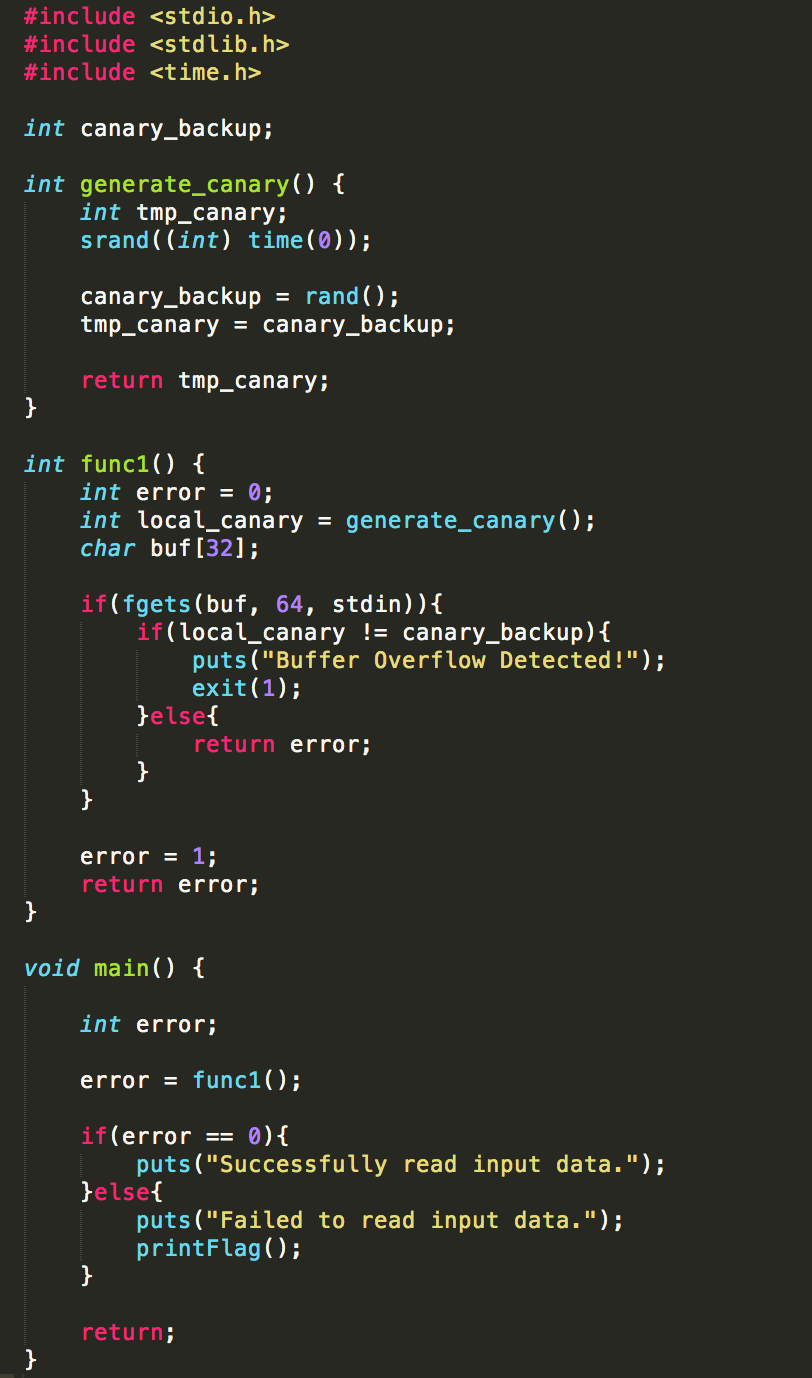 #include <stdio.h>
#include <stdlib.h>
#include <time.h>

int canary_backup;

int generate_canary() {
    int tmp_canary;
    srand((int) time(0));

    canary_backup = rand();
    tmp_canary = canary_backup;

    return tmp_canary;
}

int func1() {
    int error = 0;
    int local_canary = generate_canary();
    char buf[32];

    if(fgets(buf, 64, stdin)){
        if(local_canary != canary_backup){
            puts("Buffer Overflow Detected!");
            exit(1);
        }else{
            return error;
        }
    }

    error = 1;
    return error;
}

void main() {

    int error;

    error = func1();

    if(error == 0){
        puts("Successfully read input data.");
    }else{
        puts("Failed to read input data.");
        printFlag();
    }

    return;
}